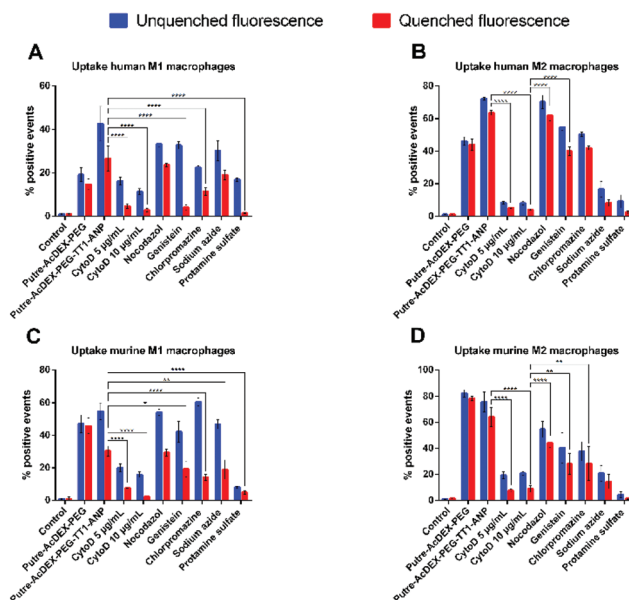 Unquenched fluorescence
Quenched fluorescence
A
Uptake human M1 macrophages
% positive events
60
40
20
0
****
****
****
****
****
Control
Putre-AcDEX-PEG
Putre-AcDEX-PEG-TT1-ANP
CytoD 5 µg/mL
CytoD 10 µg/mL
Nocodazol
Genistein
Chlorpromazine
Sodium azide
Protamine sulfate
B
Uptake human M2 macrophages
% positive events
80
60
40
20
0
****
****
****
****
Control
Putre-AcDEX-PEG
Putre-AcDEX-PEG-TT1-ANP
CytoD 5 µg/mL
CytoD 10 µg/mL
Nocodazol
Genistein
Chlorpromazine
Sodium azide
Protamine sulfate
C
Uptake murine M1 macrophages
% positive events
80
60
40
20
0
****
**
****
*
****
****
Control
Putre-AcDEX-PEG
Putre-AcDEX-PEG-TT1-ANP
CytoD 5 µg/mL
CytoD 10 µg/mL
Nocodazol
Genistein
Chlorpromazine
Sodium azide
Protamine sulfate
D
Uptake murine M2 macrophages
% positive events
100
80
60
40
20
0
**
**
****
****
****
Control
Putre-AcDEX-PEG
Putre-AcDEX-PEG-TT1-ANP
CytoD 5 µg/mL
CytoD 10 µg/mL
Nocodazol
Genistein
Chlorpromazine
Sodium azide
Protamine sulfate